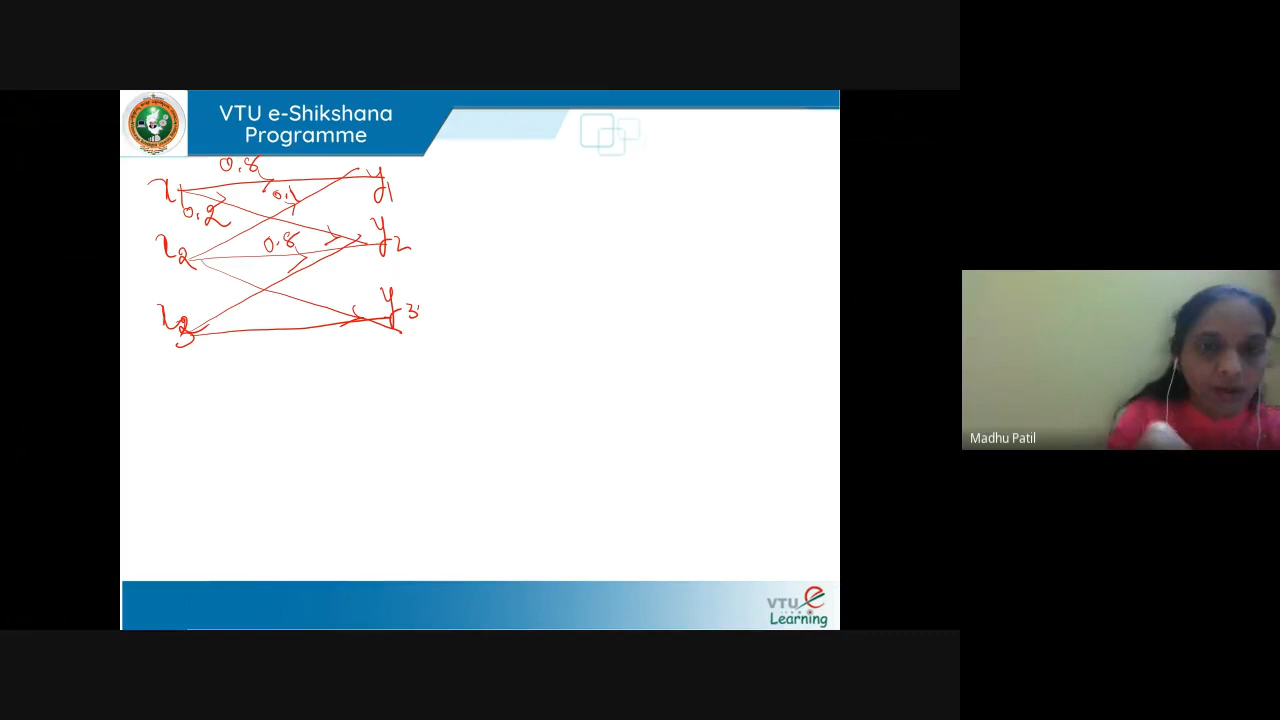 VTU e-Shikshana
Programme
0.8
x1 y1
0.1
0.2
x2 0.8 y2
x3 y3
Madhu Patil
VTU e
Learning